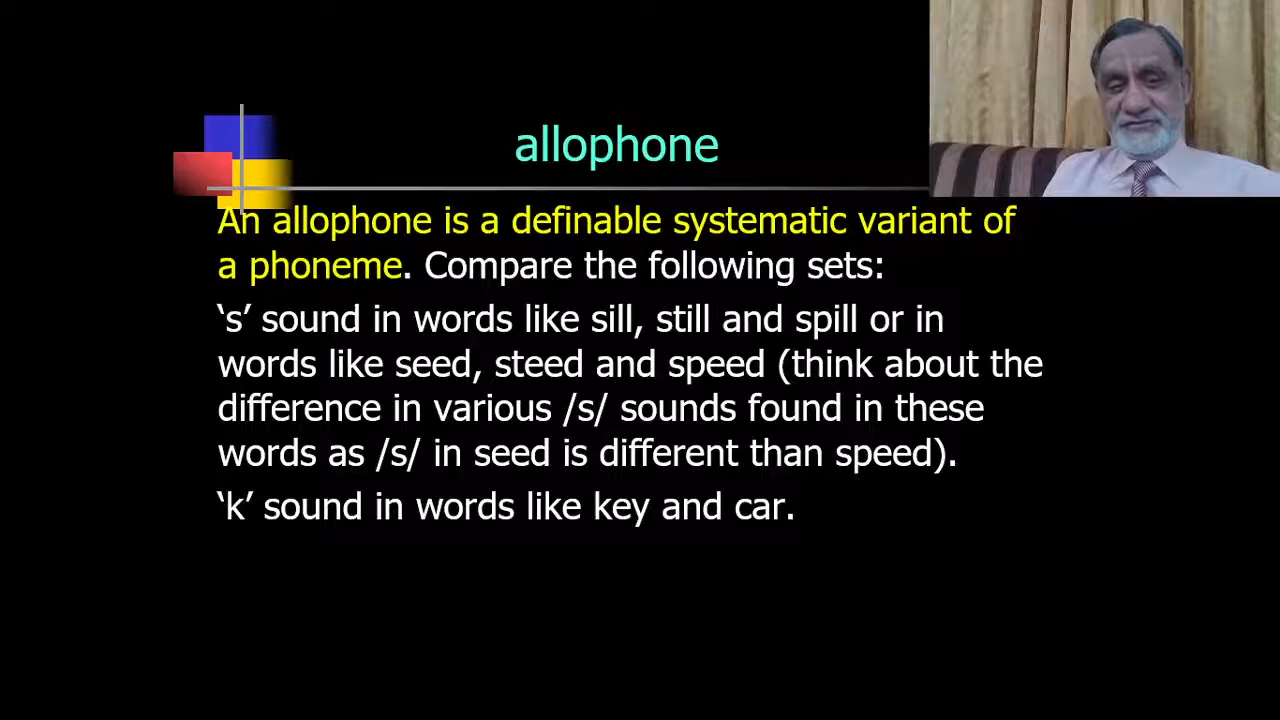 allophone
An allophone is a definable systematic variant of
a phoneme. Compare the following sets:
‘s’ sound in words like sill, still and spill or in
words like seed, steed and speed (think about the
difference in various /s/ sounds found in these
words as /s/ in seed is different than speed).
‘k’ sound in words like key and car.